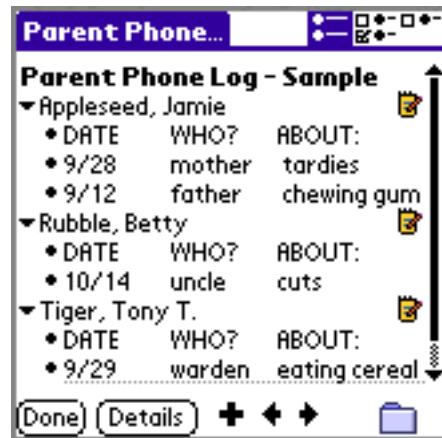 Parent Phone...
Parent Phone Log - Sample
Appleseed, Jamie
DATE WHO? ABOUT:
9/28 mother tardies
9/12 father chewing gum
Rubble, Betty
DATE WHO? ABOUT:
10/14 uncle cuts
Tiger, Tony T.
DATE WHO? ABOUT:
9/29 warden eating cereal
Done Details